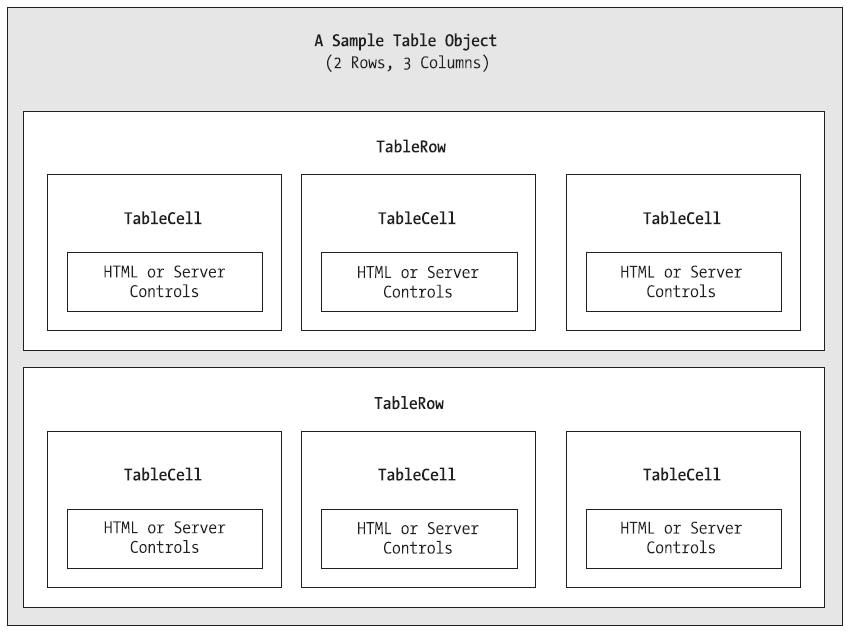 A Sample Table Object
(2 Rows, 3 Columns)
TableRow
TableCell
HTML or Server
Controls
TableCell
HTML or Server
Controls
TableCell
HTML or Server
Controls
TableRow
TableCell
HTML or Server
Controls
TableCell
HTML or Server
Controls
TableCell
HTML or Server
Controls